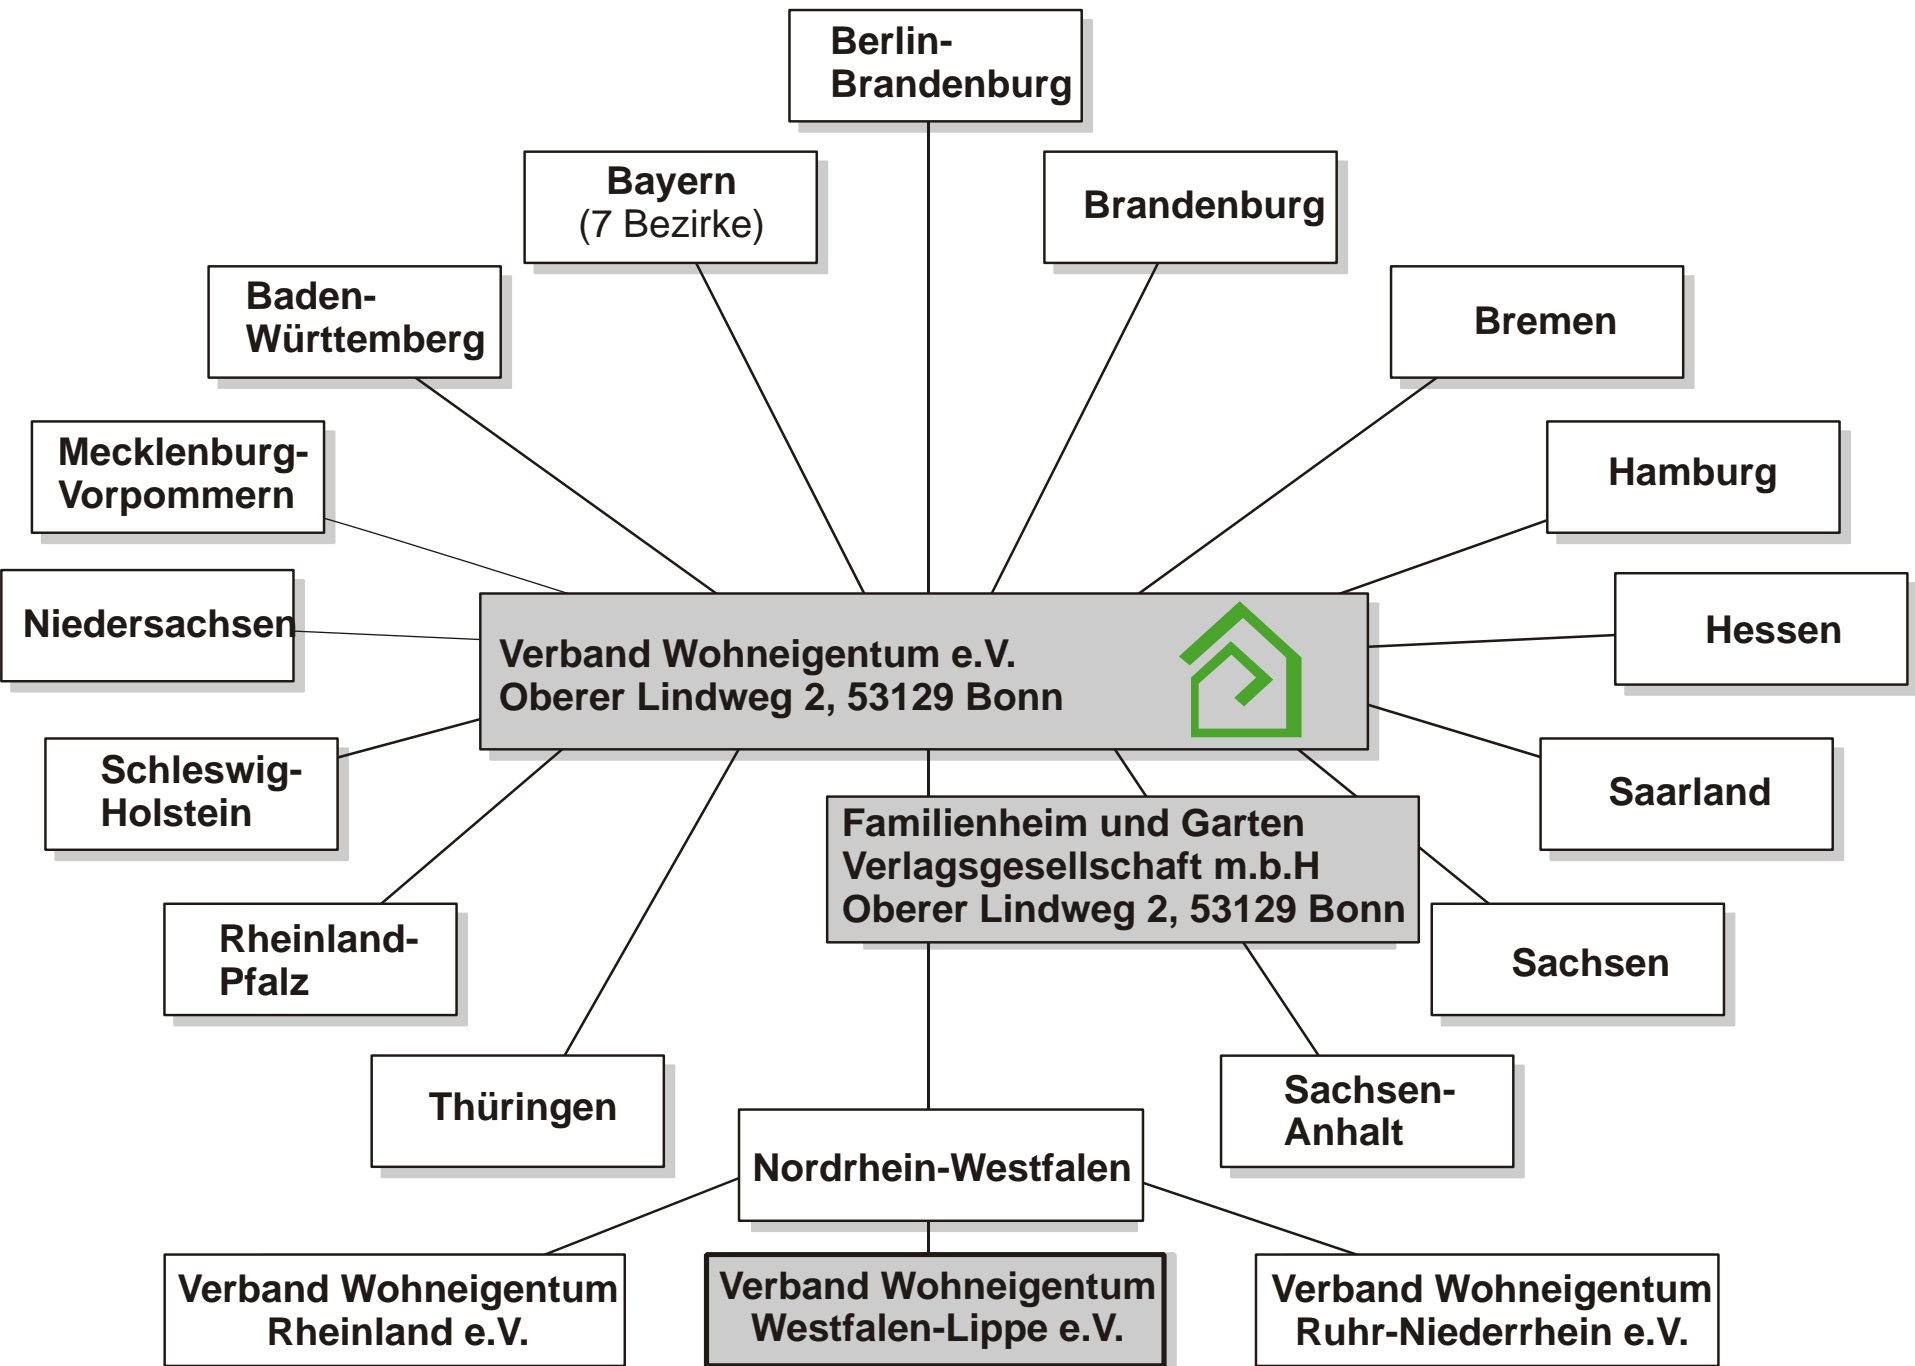 Berlin-
Brandenburg
Bayern
(7 Bezirke)
Brandenburg
Baden-
Württemberg
Bremen
Mecklenburg-
Vorpommern
Hamburg
Niedersachsen
Hessen
Verband Wohneigentum e.V.
Oberer Lindweg 2, 53129 Bonn
Schleswig-
Holstein
Saarland
Familienheim und Garten
Verlagsgesellschaft m.b.H
Oberer Lindweg 2, 53129 Bonn
Rheinland-
Pfalz
Sachsen
Thüringen
Sachsen-
Anhalt
Nordrhein-Westfalen
Verband Wohneigentum
Rheinland e.V.
Verband Wohneigentum
Westfalen-Lippe e.V.
Verband Wohneigentum
Ruhr-Niederrhein e.V.